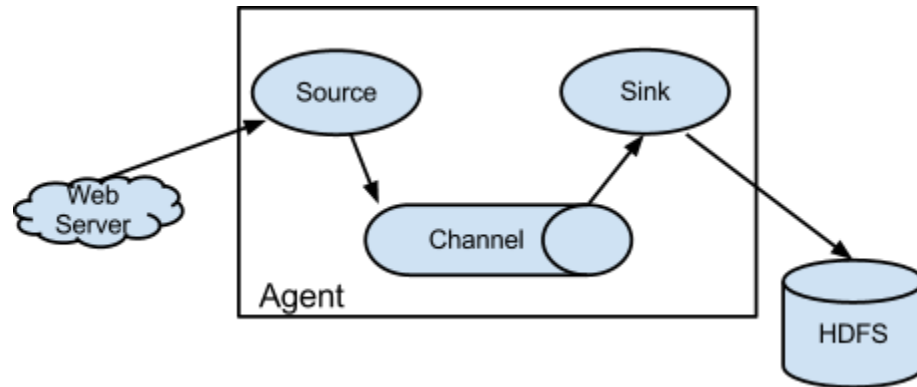 Source
Sink
Web
Server
Channel
Agent
HDFS